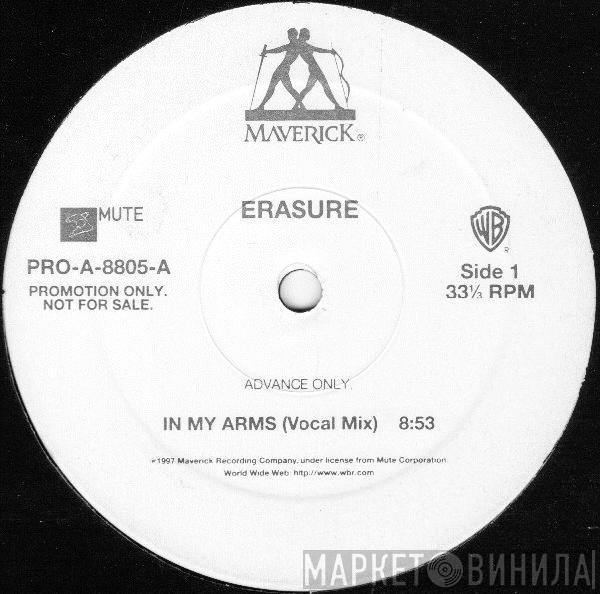 MAVERICK®
MUTE
ERASURE
WB
®
PRO-A-8805-A
PROMOTION ONLY.
NOT FOR SALE.
Side 1
33⅓ RPM
ADVANCE ONLY.
IN MY ARMS (Vocal Mix) 8:53
℗1997 Maverick Recording Company, under license from Mute Corporation
World Wide Web: http://www.wbr.com
МАРКЕТ ВИНИЛА